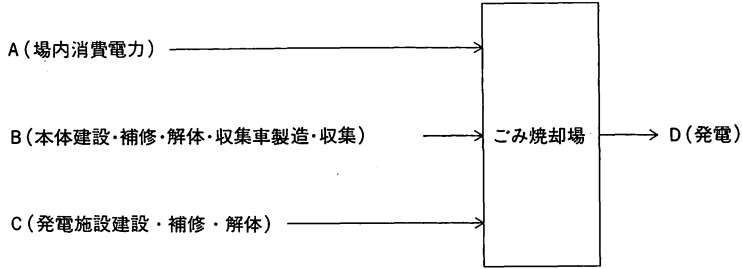 A(場内消費電力)
B(本体建設・補修・解体・収集車製造・収集)
ごみ焼却場
D(発電)
C(発電施設建設・補修・解体)